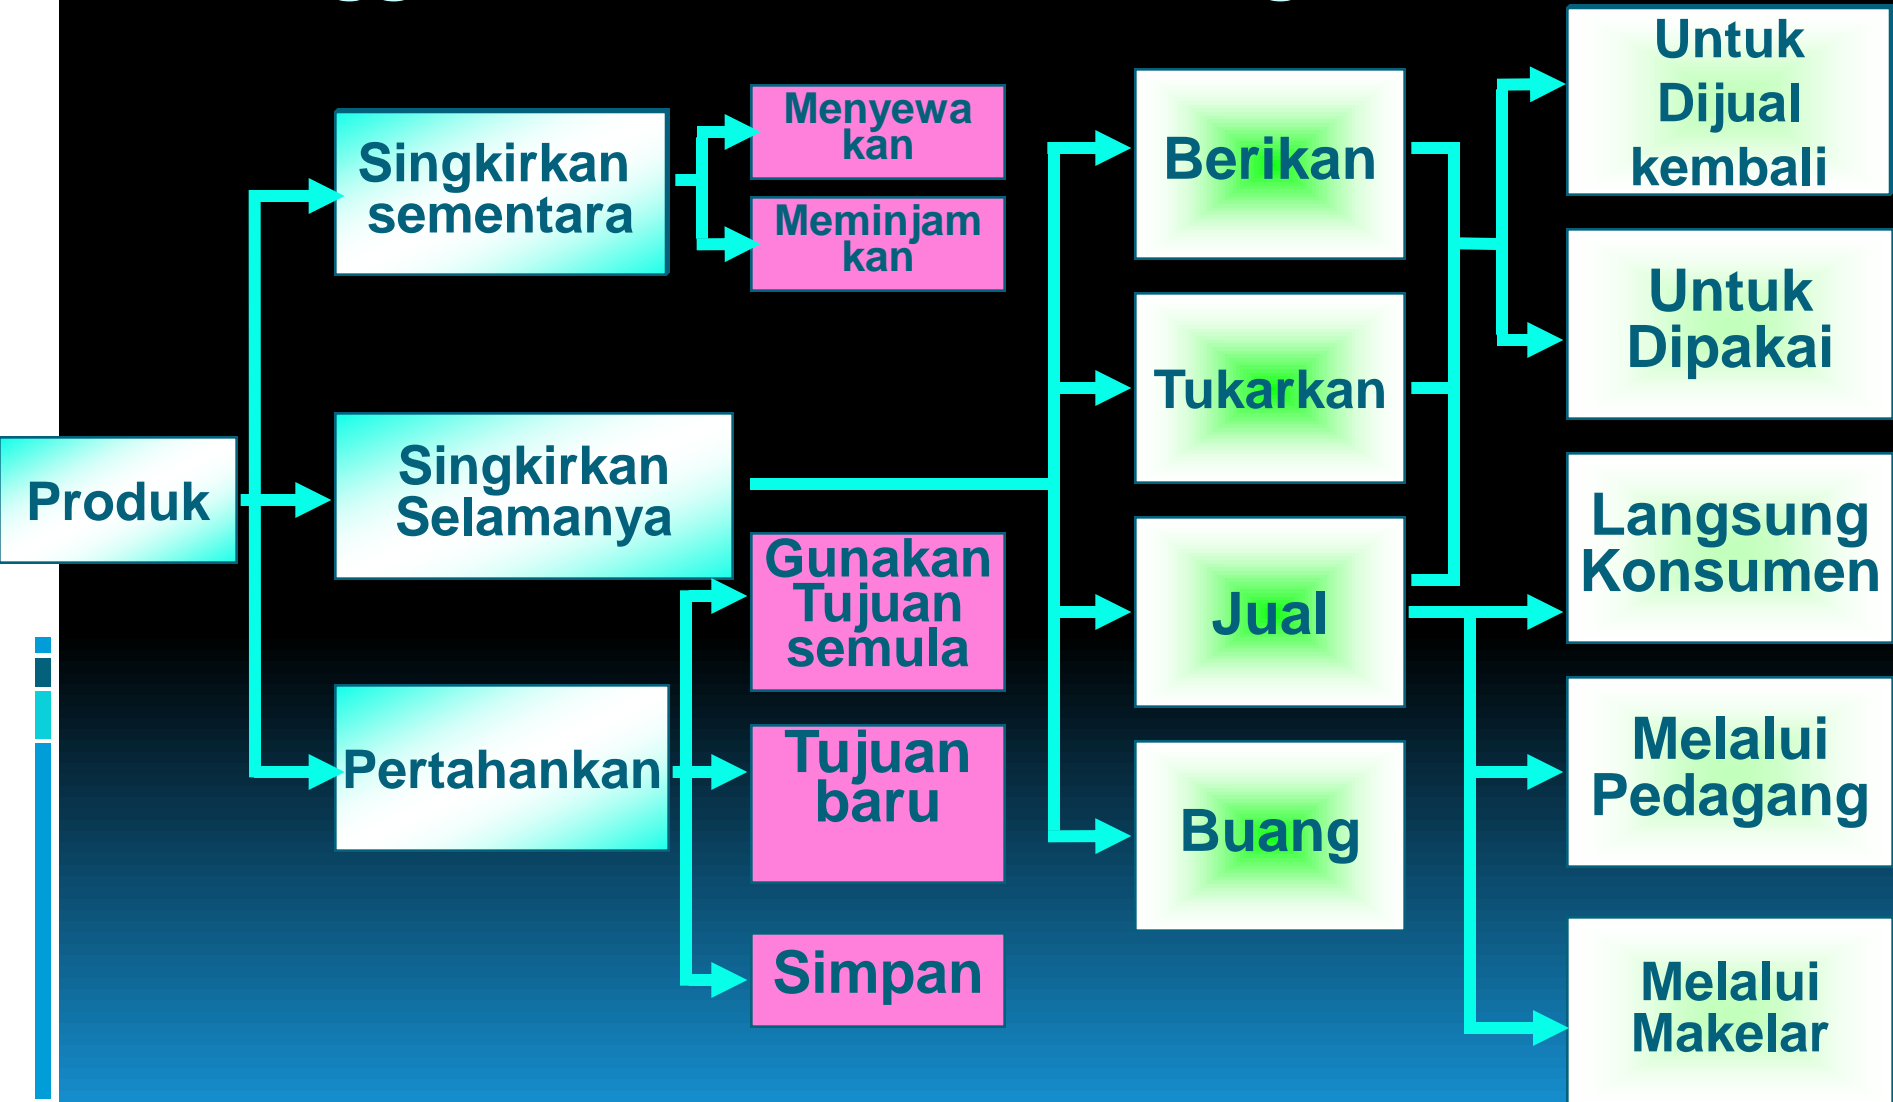 Untuk
Dijual
kembali
Menyewa
kan
Singkirkan
sementara
Berikan
Meminjam
kan
Untuk
Dipakai
Tukarkan
Singkirkan
Selamanya
Produk
Langsung
Konsumen
Gunakan
Tujuan
semula
Jual
Pertahankan
Tujuan
baru
Melalui
Pedagang
Buang
Simpan
Melalui
Makelar